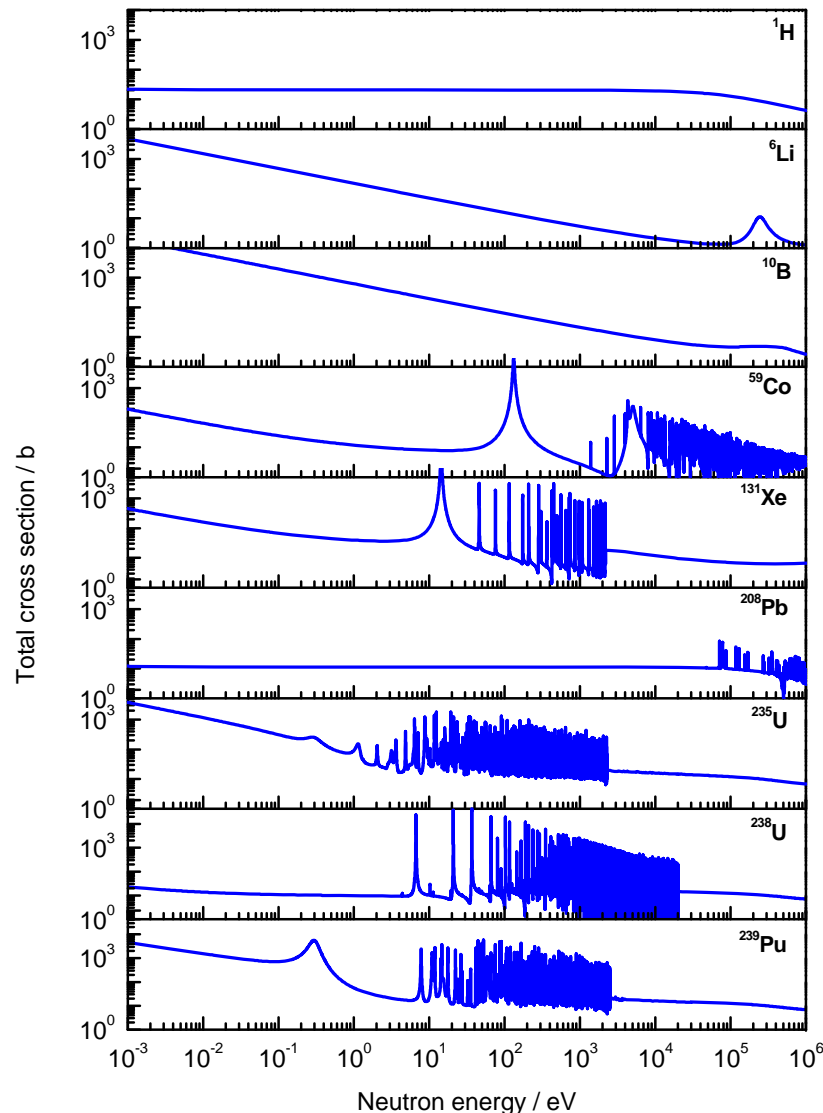 Total cross section / b
10³
¹H
10⁰
10³
⁶Li
10⁰
10³
¹⁰B
10⁰
10³
⁵⁹Co
10⁰
10³
¹³¹Xe
10⁰
10³
²⁰⁸Pb
10⁰
10³
²³⁵U
10⁰
10³
²³⁸U
10⁰
10³
²³⁹Pu
10⁰
10⁻³ 10⁻² 10⁻¹ 10⁰ 10¹ 10² 10³ 10⁴ 10⁵ 10⁶
Neutron energy / eV